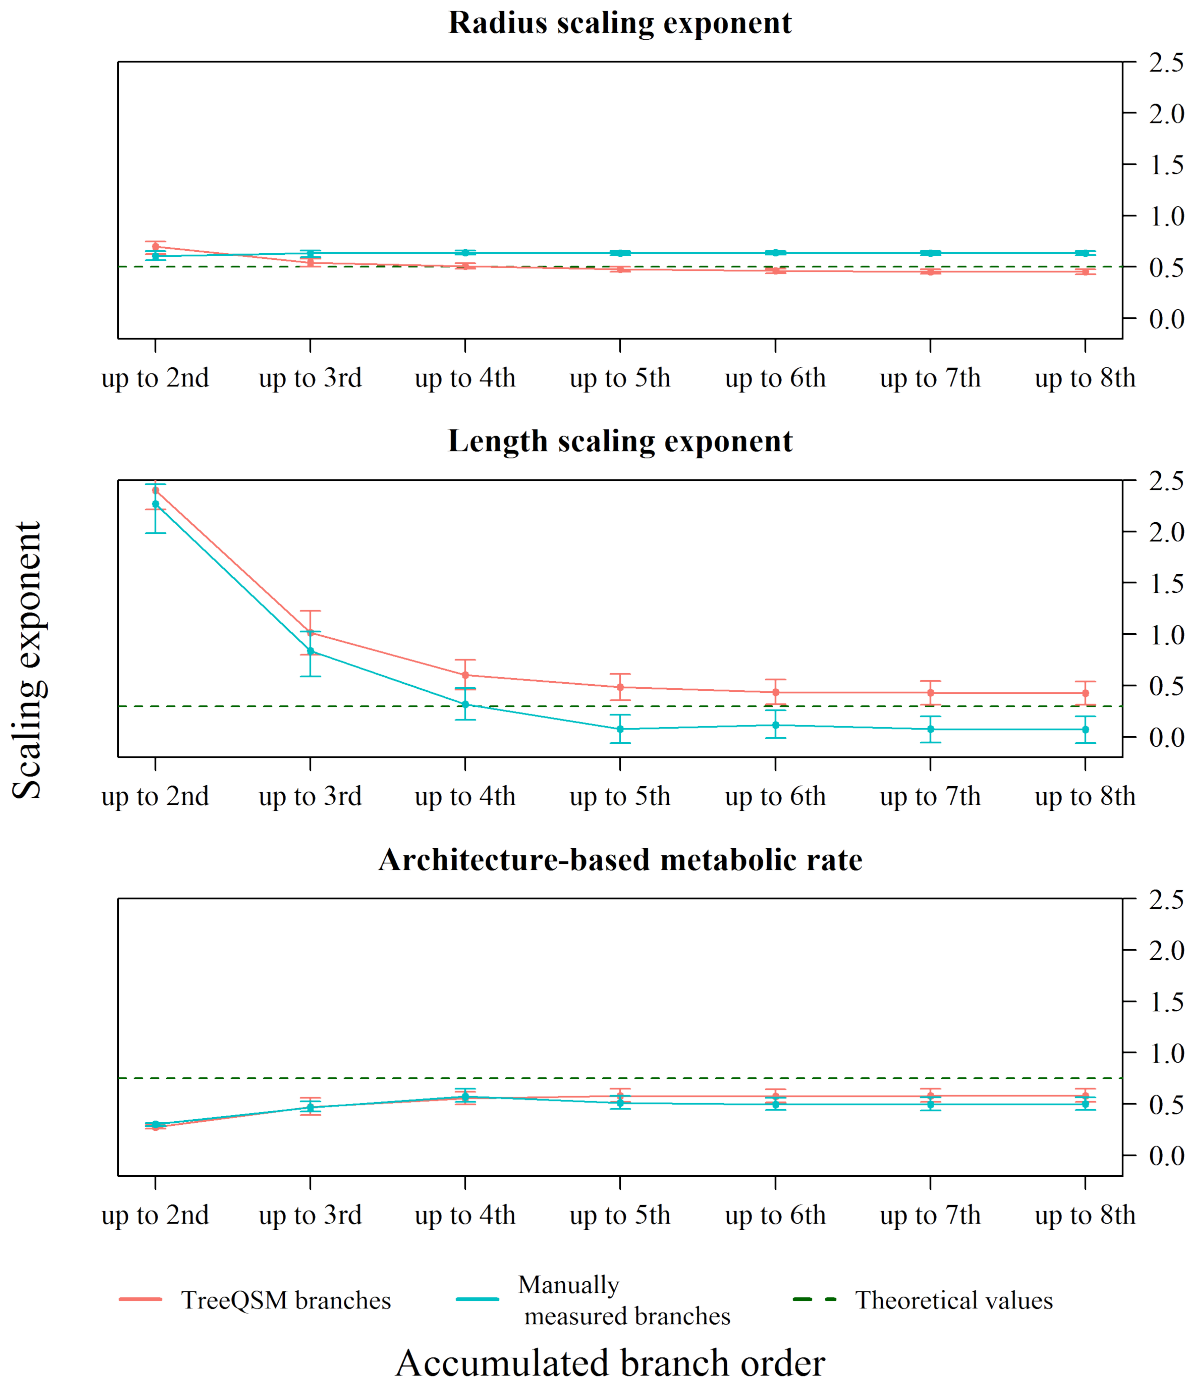 Radius scaling exponent
2.5
2.0
1.5
1.0
0.5
0.0
up to 2nd up to 3rd up to 4th up to 5th up to 6th up to 7th up to 8th
Length scaling exponent
2.5
2.0
1.5
1.0
0.5
0.0
up to 2nd up to 3rd up to 4th up to 5th up to 6th up to 7th up to 8th
Scaling exponent
Architecture-based metabolic rate
2.5
2.0
1.5
1.0
0.5
0.0
up to 2nd up to 3rd up to 4th up to 5th up to 6th up to 7th up to 8th
TreeQSM branches
Manually
measured branches
Theoretical values
Accumulated branch order